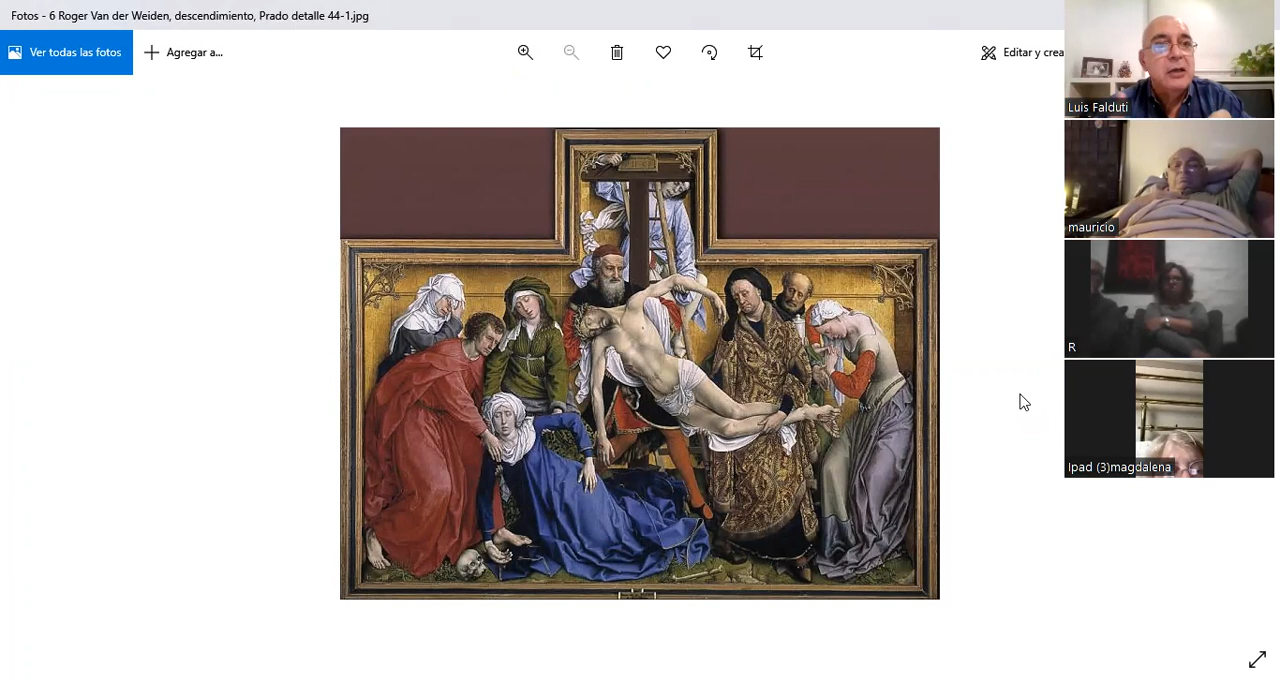 Fotos - 6 Roger Van der Weiden, descendimiento, Prado detalle 44-1.jpg
Ver todas las fotos
Agregar a...
Editar y crea
Luis Falduti
mauricio
R
Ipad (3)magdalena